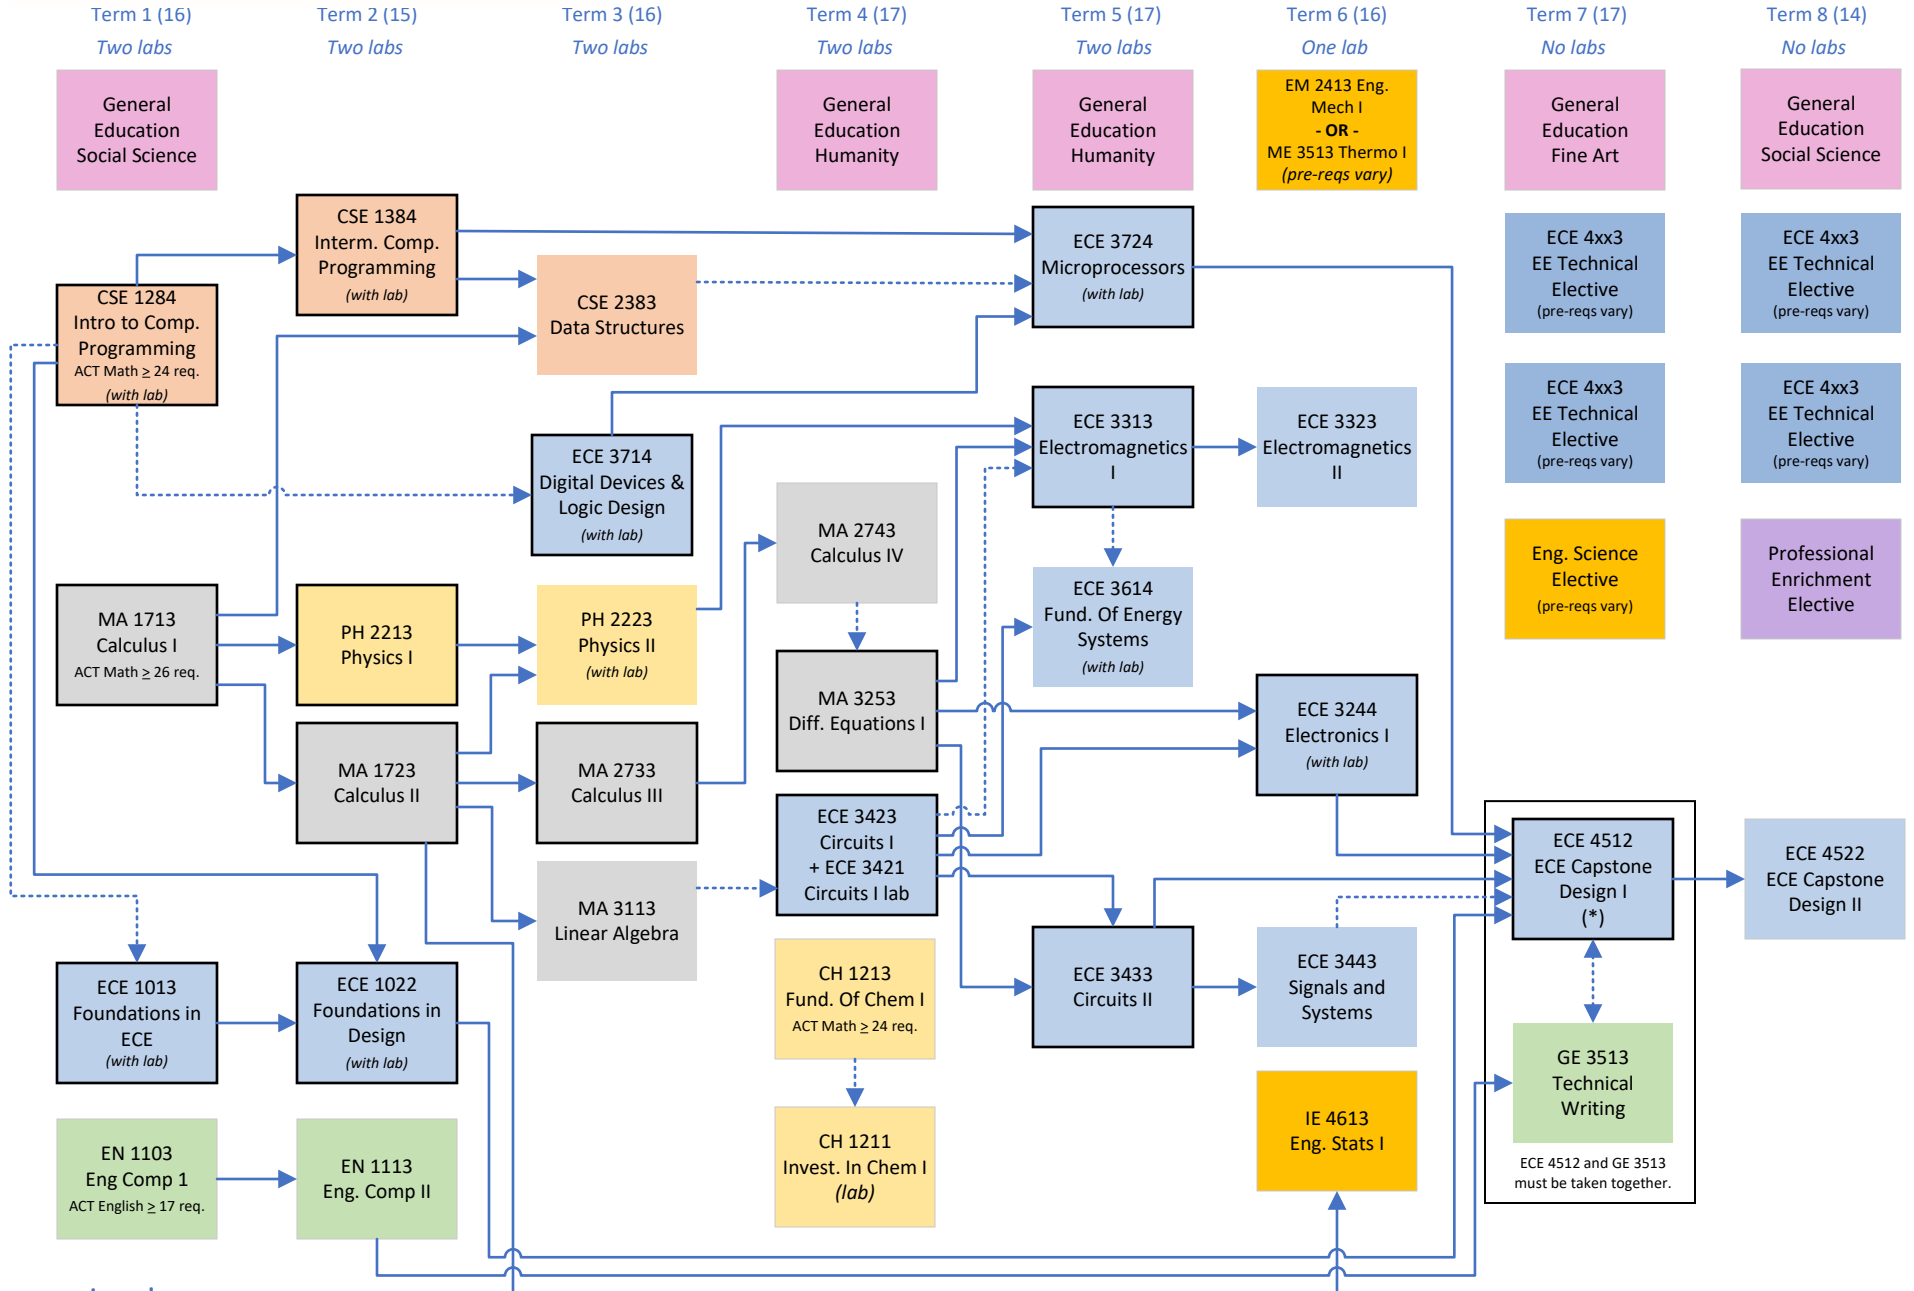 Term 1 (16)
Two labs
Term 2 (15)
Two labs
Term 3 (16)
Two labs
Term 4 (17)
Two labs
Term 5 (17)
Two labs
Term 6 (16)
One lab
Term 7 (17)
No labs
Term 8 (14)
No labs
General
Education
Social Science
CSE 1284
Intro to Comp.
Programming
ACT Math ≥ 24 req.
(with lab)
MA 1713
Calculus I
ACT Math ≥ 26 req.
ECE 1013
Foundations in
ECE
(with lab)
EN 1103
Eng Comp 1
ACT English ≥ 17 req.
CSE 1384
Interm. Comp.
Programming
(with lab)
PH 2213
Physics I
MA 1723
Calculus II
ECE 1022
Foundations in
Design
(with lab)
EN 1113
Eng. Comp II
CSE 2383
Data Structures
ECE 3714
Digital Devices &
Logic Design
(with lab)
PH 2223
Physics II
(with lab)
MA 2733
Calculus III
MA 3113
Linear Algebra
General
Education
Humanity
MA 2743
Calculus IV
MA 3253
Diff. Equations I
ECE 3423
Circuits I
+ ECE 3421
Circuits I lab
CH 1213
Fund. Of Chem I
ACT Math ≥ 24 req.
CH 1211
Invest. In Chem I
(lab)
General
Education
Humanity
ECE 3724
Microprocessors
(with lab)
ECE 3313
Electromagnetics
I
ECE 3614
Fund. Of Energy
Systems
(with lab)
ECE 3433
Circuits II
EM 2413 Eng.
Mech I
- OR -
ME 3513 Thermo I
(pre-reqs vary)
ECE 3323
Electromagnetics
II
ECE 3244
Electronics I
(with lab)
ECE 3443
Signals and
Systems
IE 4613
Eng. Stats I
General
Education
Fine Art
ECE 4xx3
EE Technical
Elective
(pre-reqs vary)
ECE 4xx3
EE Technical
Elective
(pre-reqs vary)
Eng. Science
Elective
(pre-reqs vary)
ECE 4512
ECE Capstone
Design I
(*)
GE 3513
Technical
Writing
ECE 4512 and GE 3513
must be taken together.
General
Education
Social Science
ECE 4xx3
EE Technical
Elective
(pre-reqs vary)
ECE 4xx3
EE Technical
Elective
(pre-reqs vary)
Professional
Enrichment
Elective
ECE 4522
ECE Capstone
Design II